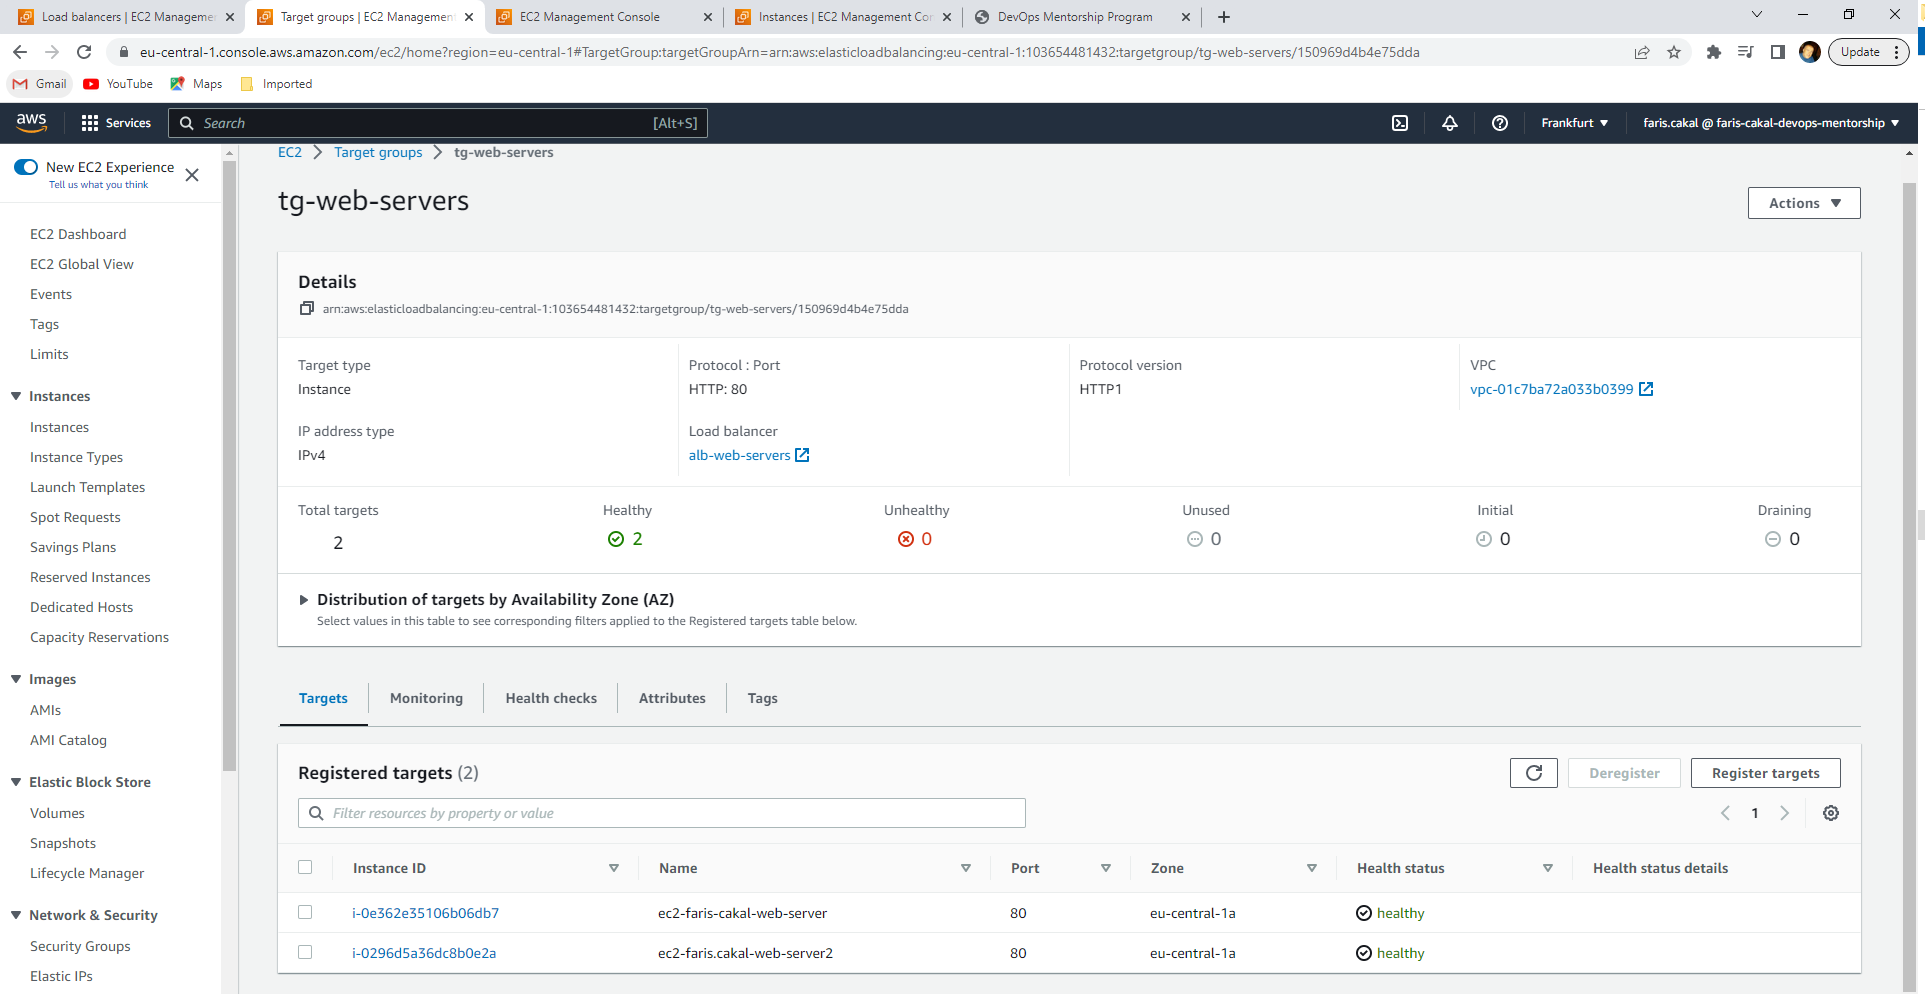 Load balancers | EC2 Manageme
Target groups | EC2 Management
EC2 Management Console
Instances | EC2 Management Con
DevOps Mentorship Program
eu-central-1.console.aws.amazon.com/ec2/home?region=eu-central-1#TargetGroup:targetGroupArn=arn:aws:elasticloadbalancing:eu-central-1:103654481432:targetgroup/tg-web-servers/150969d4b4e75dda
Update
Gmail
YouTube
Maps
Imported
aws
Services
Search
[Alt+S]
Frankfurt
faris.cakal @ faris-cakal-devops-mentorship
New EC2 Experience
Tell us what you think
EC2 Dashboard
EC2 Global View
Events
Tags
Limits
Instances
Instances
Instance Types
Launch Templates
Spot Requests
Savings Plans
Reserved Instances
Dedicated Hosts
Capacity Reservations
Images
AMIs
AMI Catalog
Elastic Block Store
Volumes
Snapshots
Lifecycle Manager
Network & Security
Security Groups
Elastic IPs
EC2
Target groups
tg-web-servers
tg-web-servers
Actions
Details
arn:aws:elasticloadbalancing:eu-central-1:103654481432:targetgroup/tg-web-servers/150969d4b4e75dda
Target type
Instance
Protocol : Port
HTTP: 80
Protocol version
HTTP1
VPC
vpc-01c7ba72a033b0399
IP address type
IPv4
Load balancer
alb-web-servers
Total targets
2
Healthy
2
Unhealthy
0
Unused
0
Initial
0
Draining
0
Distribution of targets by Availability Zone (AZ)
Select values in this table to see corresponding filters applied to the Registered targets table below.
Targets
Monitoring
Health checks
Attributes
Tags
Registered targets (2)
Deregister
Register targets
Filter resources by property or value
1
Instance ID
Name
Port
Zone
Health status
Health status details
i-0e362e35106b06db7
ec2-faris-cakal-web-server
80
eu-central-1a
healthy
i-0296d5a36dc8b0e2a
ec2-faris.cakal-web-server2
80
eu-central-1a
healthy